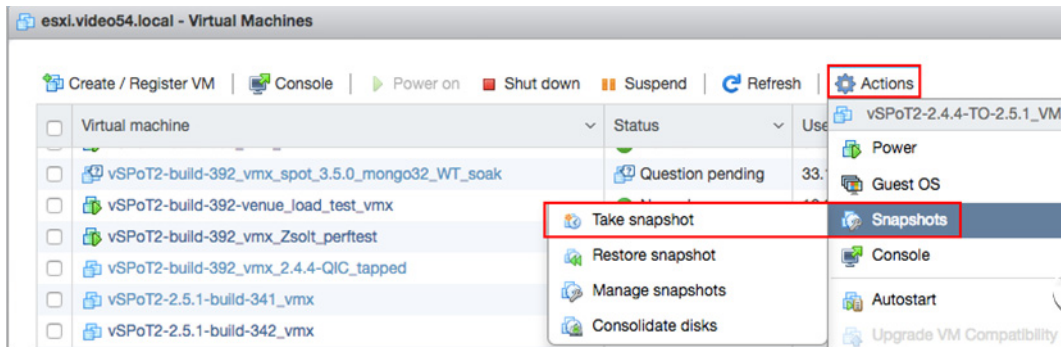 esxi.video54.local - Virtual Machines
Create / Register VM | Console | Power on Shut down Suspend | Refresh | Actions
Virtual machine Status Use
vSPoT2-2.4.4-TO-2.5.1_VM
Power
vSPoT2-build-392_vmx_spot_3.5.0_mongo32_WT_soak Question pending 33.
Guest OS
vSPoT2-build-392-venue_load_test_vmx
Take snapshot Snapshots
vSPoT2-build-392_vmx_Zsolt_perftest
Restore snapshot Console
vSPoT2-build-392_vmx_2.4.4-QIC_tapped
Manage snapshots
vSPoT2-2.5.1-build-341_vmx Autostart
Consolidate disks
vSPoT2-2.5.1-build-342_vmx Upgrade VM Compatibility